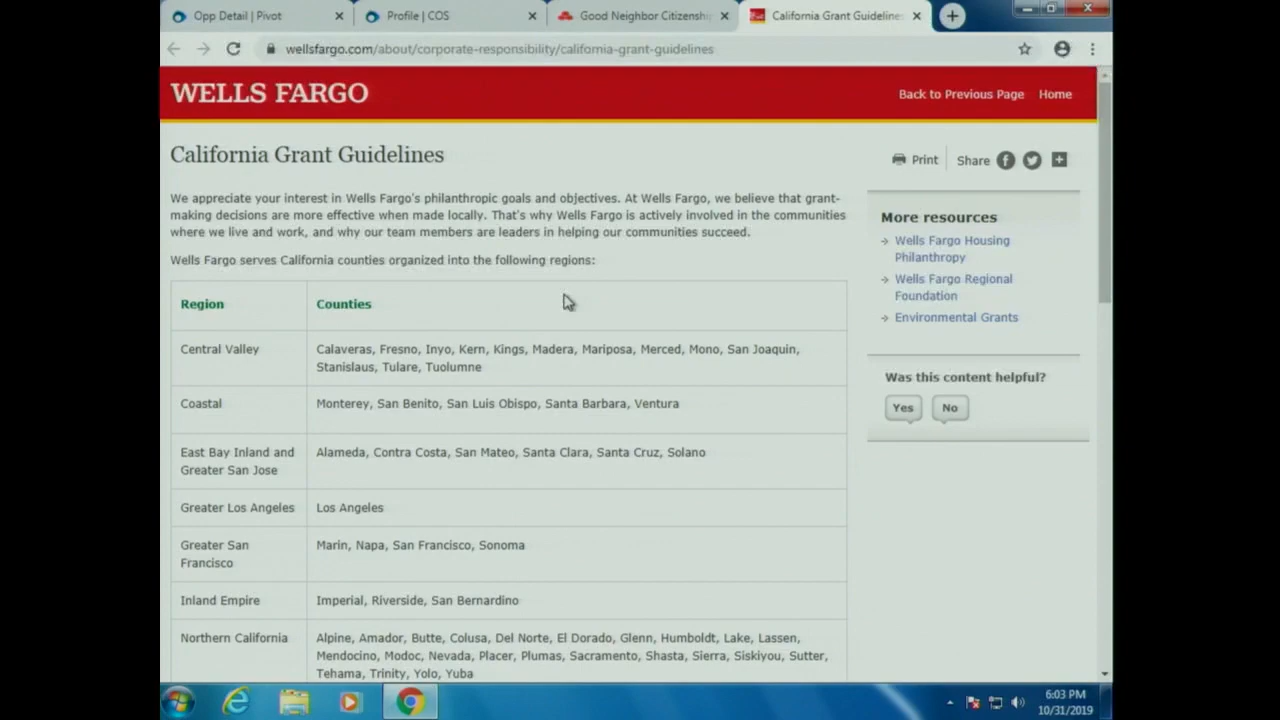 Opp Detail | Pivot
Profile | COS
Good Neighbor Citizenship
California Grant Guidelines
wellsfargo.com/about/corporate-responsibility/california-grant-guidelines
WELLS FARGO
Back to Previous Page Home
California Grant Guidelines
Print Share
We appreciate your interest in Wells Fargo's philanthropic goals and objectives. At Wells Fargo, we believe that grant-
making decisions are more effective when made locally. That's why Wells Fargo is actively involved in the communities
where we live and work, and why our team members are leaders in helping our communities succeed.
Wells Fargo serves California counties organized into the following regions:
Region Counties
Central Valley Calaveras, Fresno, Inyo, Kern, Kings, Madera, Mariposa, Merced, Mono, San Joaquin,
Stanislaus, Tulare, Tuolumne
Coastal Monterey, San Benito, San Luis Obispo, Santa Barbara, Ventura
East Bay Inland and Alameda, Contra Costa, San Mateo, Santa Clara, Santa Cruz, Solano
Greater San Jose
Greater Los Angeles Los Angeles
Greater San Marin, Napa, San Francisco, Sonoma
Francisco
Inland Empire Imperial, Riverside, San Bernardino
Northern California Alpine, Amador, Butte, Colusa, Del Norte, El Dorado, Glenn, Humboldt, Lake, Lassen,
Mendocino, Modoc, Nevada, Placer, Plumas, Sacramento, Shasta, Sierra, Siskiyou, Sutter,
Tehama, Trinity, Yolo, Yuba
More resources
Wells Fargo Housing
Philanthropy
Wells Fargo Regional
Foundation
Environmental Grants
Was this content helpful?
Yes No
6:03 PM
10/31/2019